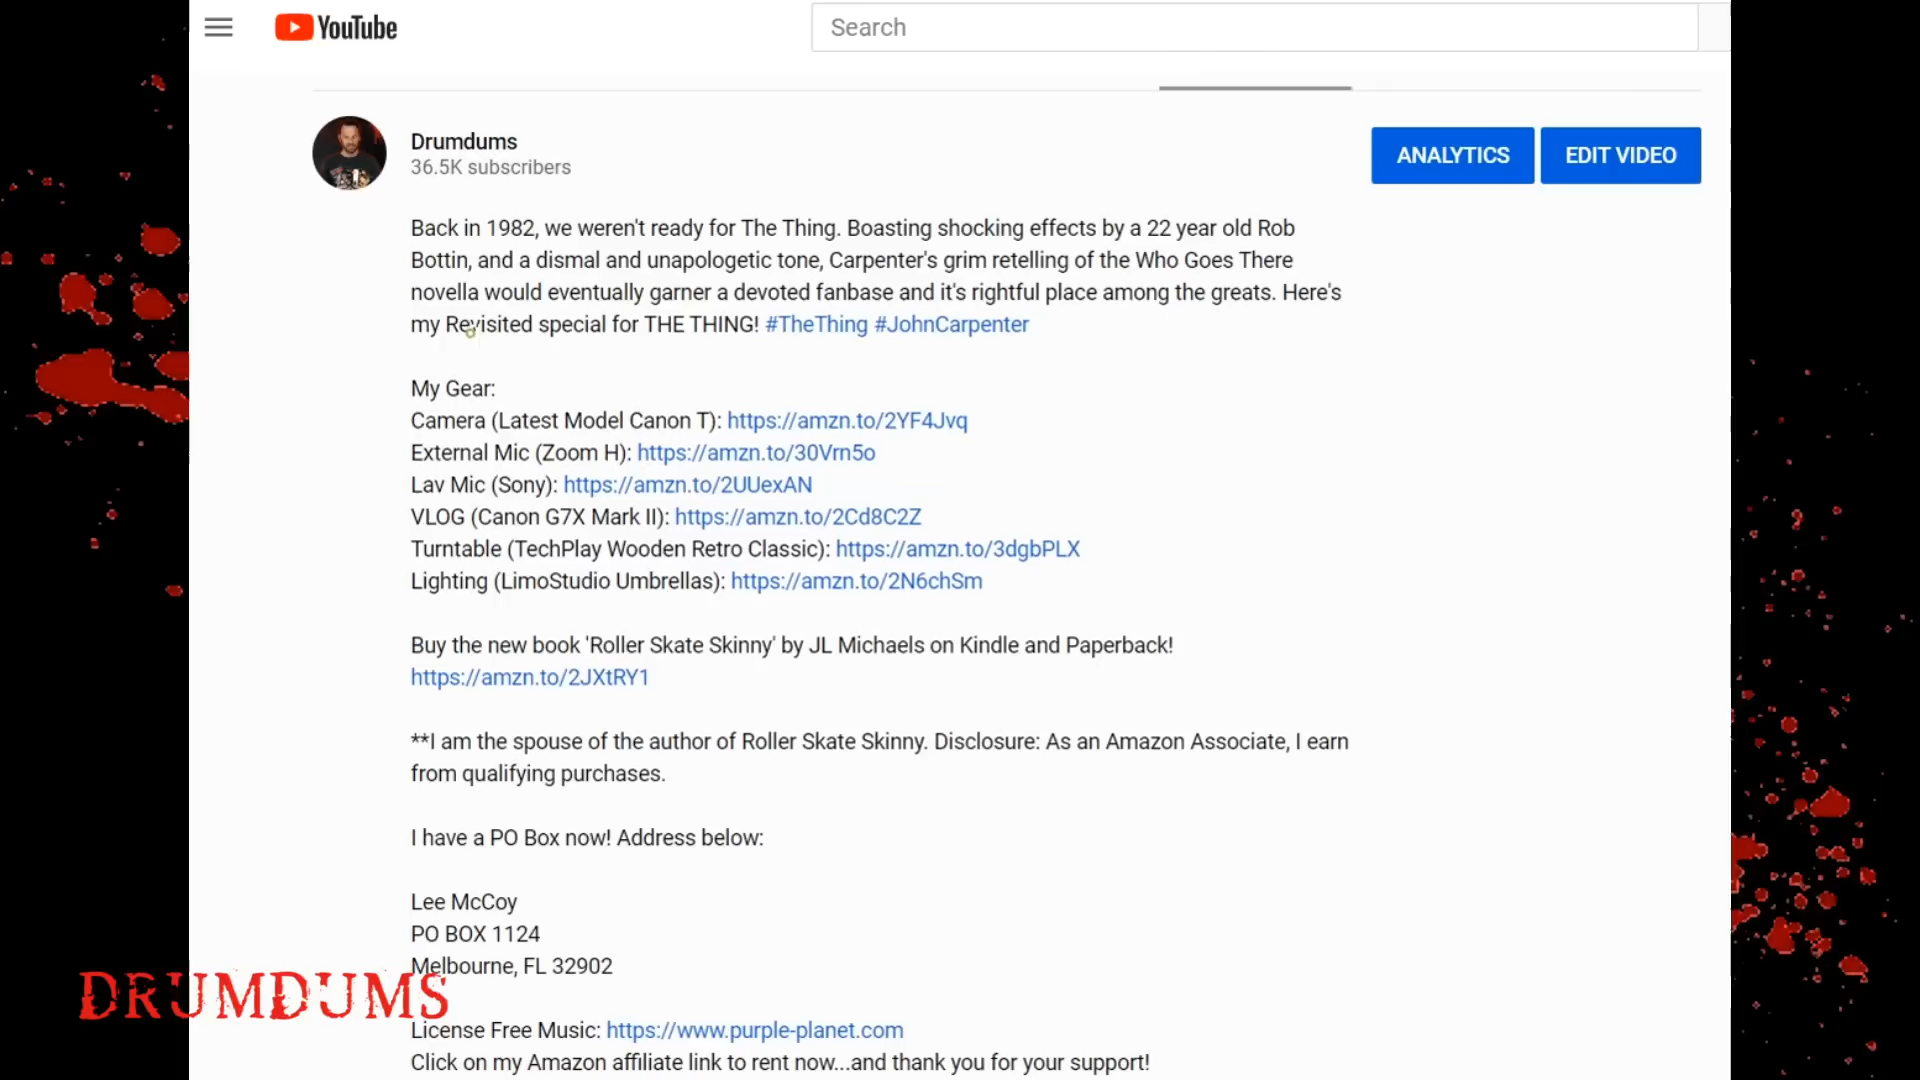 YouTube
Search
Drumdums
36.5K subscribers
ANALYTICS
EDIT VIDEO
Back in 1982, we weren't ready for The Thing. Boasting shocking effects by a 22 year old Rob
Bottin, and a dismal and unapologetic tone, Carpenter's grim retelling of the Who Goes There
novella would eventually garner a devoted fanbase and it's rightful place among the greats. Here's
my Revisited special for THE THING! #TheThing #JohnCarpenter
My Gear:
Camera (Latest Model Canon T): https://amzn.to/2YF4Jvq
External Mic (Zoom H): https://amzn.to/30Vrn5o
Lav Mic (Sony): https://amzn.to/2UUexAN
VLOG (Canon G7X Mark II): https://amzn.to/2Cd8C2Z
Turntable (TechPlay Wooden Retro Classic): https://amzn.to/3dgbPLX
Lighting (LimoStudio Umbrellas): https://amzn.to/2N6chSm
Buy the new book 'Roller Skate Skinny' by JL Michaels on Kindle and Paperback!
https://amzn.to/2JXtRY1
**I am the spouse of the author of Roller Skate Skinny. Disclosure: As an Amazon Associate, I earn
from qualifying purchases.
I have a PO Box now! Address below:
Lee McCoy
PO BOX 1124
Melbourne, FL 32902
DRUMDUMS
License Free Music: https://www.purple-planet.com
Click on my Amazon affiliate link to rent now...and thank you for your support!